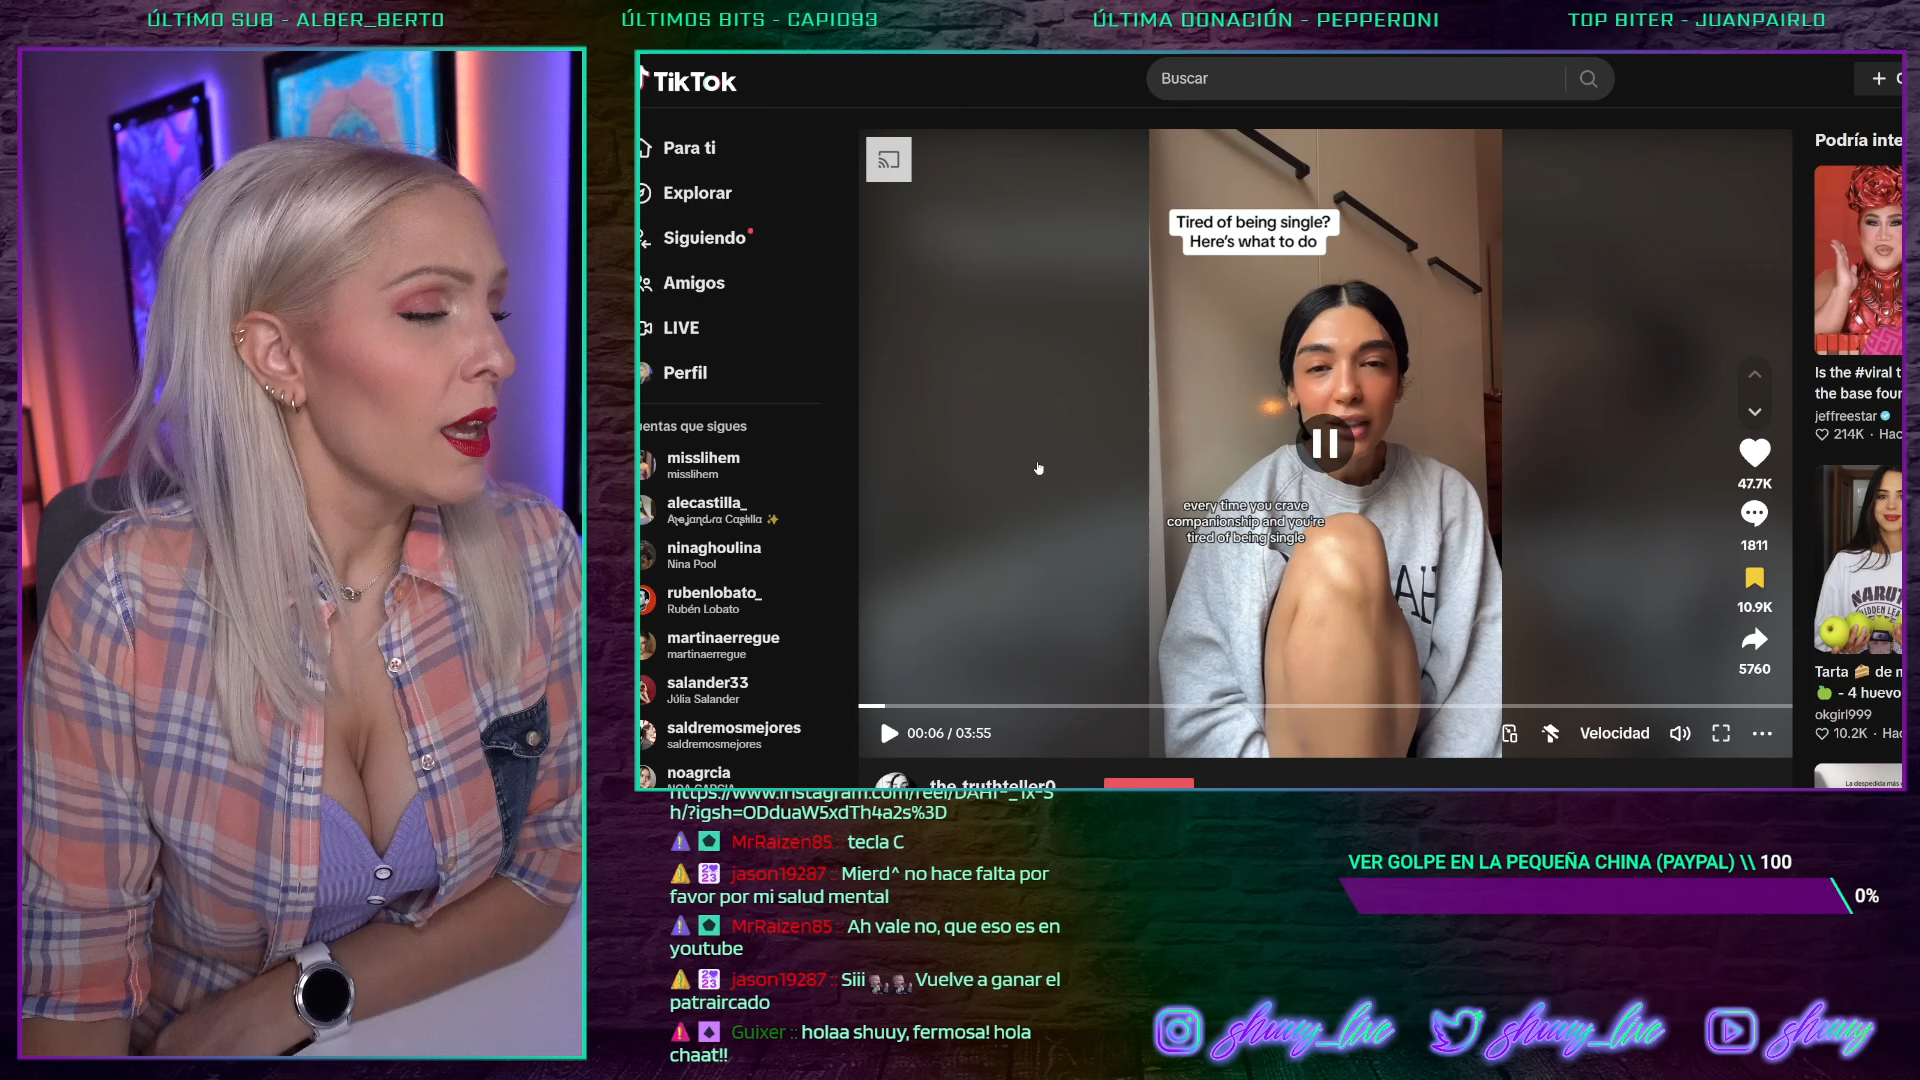 ÚLTIMO SUB - ALBER_BERTO
ÚLTIMOS BITS - CAPI093
ÚLTIMA DONACIÓN - PEPPERONI
TOP BITER - JUANPAIRLO
TikTok
Buscar
Para ti
Explorar
Siguiendo
Amigos
LIVE
Perfil
entas que sigues
misslihem
misslihem
alecastilla_
ninaghoulina
Nina Pool
rubenlobato_
Rubén Lobato
martinaerregue
martinaerregue
salander33
Júlia Salander
saldremosmejores
saldremosmejores
noagrcia
Tired of being single?
Here's what to do
every time you crave
companionship and you're
tired of being single
47.7K
1811
10.9K
5760
00:06 / 03:55
Velocidad
the_truthteller0
Podría inte
Is the #viral t
the base four
jeffreestar
214K · Hac
NARUT
Tarta 🍰 de m
🍏 - 4 huevo
okgirl999
10.2K · Hac
h/?igsh=ODduaW5xdTh4a2s%3D
MrRaizen85 : tecla C
jason19287 :: Mierd^ no hace falta por
favor por mi salud mental
MrRaizen85 : Ah vale no, que eso es en
youtube
jason19287 :: Siii Vuelve a ganar el
patraircado
Guixer :: holaa shuuy, fermosa! hola
chaat!!
VER GOLPE EN LA PEQUEÑA CHINA (PAYPAL) \\ 100
0%
shuuy_live
shuuy_live
shuuy